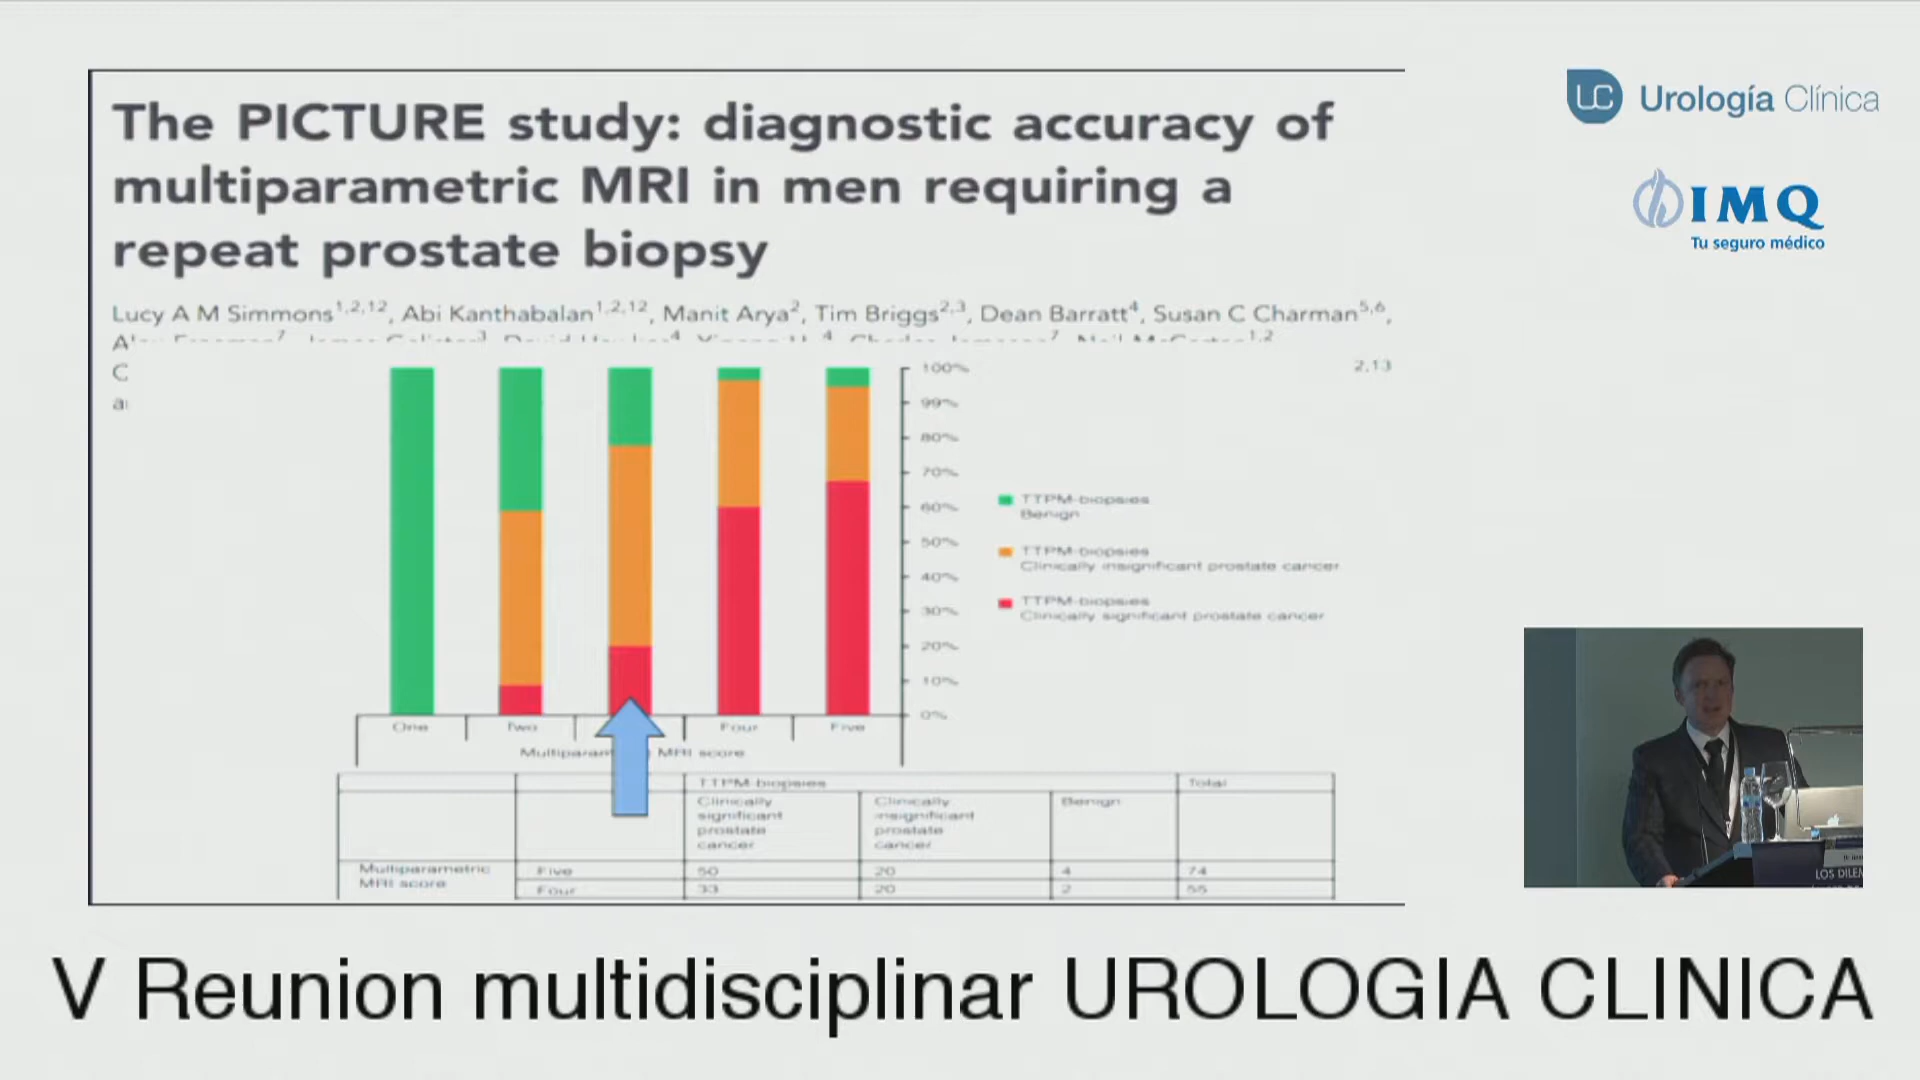 The PICTURE study: diagnostic accuracy of
multiparametric MRI in men requiring a
repeat prostate biopsy
Lucy A M Simmons1,2,12, Abi Kanthabalan1,2,12, Manit Arya2, Tim Briggs2,3, Dean Barratt4, Susan C Charman5,6,
C
2,13
100%
99%
80%
70%
60%
50%
40%
30%
20%
10%
0%
TTPM-biopsies
Benign
TTPM-biopsies
Clinically insignificant prostate cancer
TTPM-biopsies
Clinically significant prostate cancer
One Two Four Five
MRI score
TTPM-biopsies Total
Clinically significant prostate cancer
Clinically insignificant prostate cancer
Benign
Multiparametric MRI score
Five 50 20 4 74
Four 33 20 2 55
UC Urología Clínica
IMQ
Tu seguro médico
LOS DILEM
V Reunion multidisciplinar UROLOGIA CLINICA